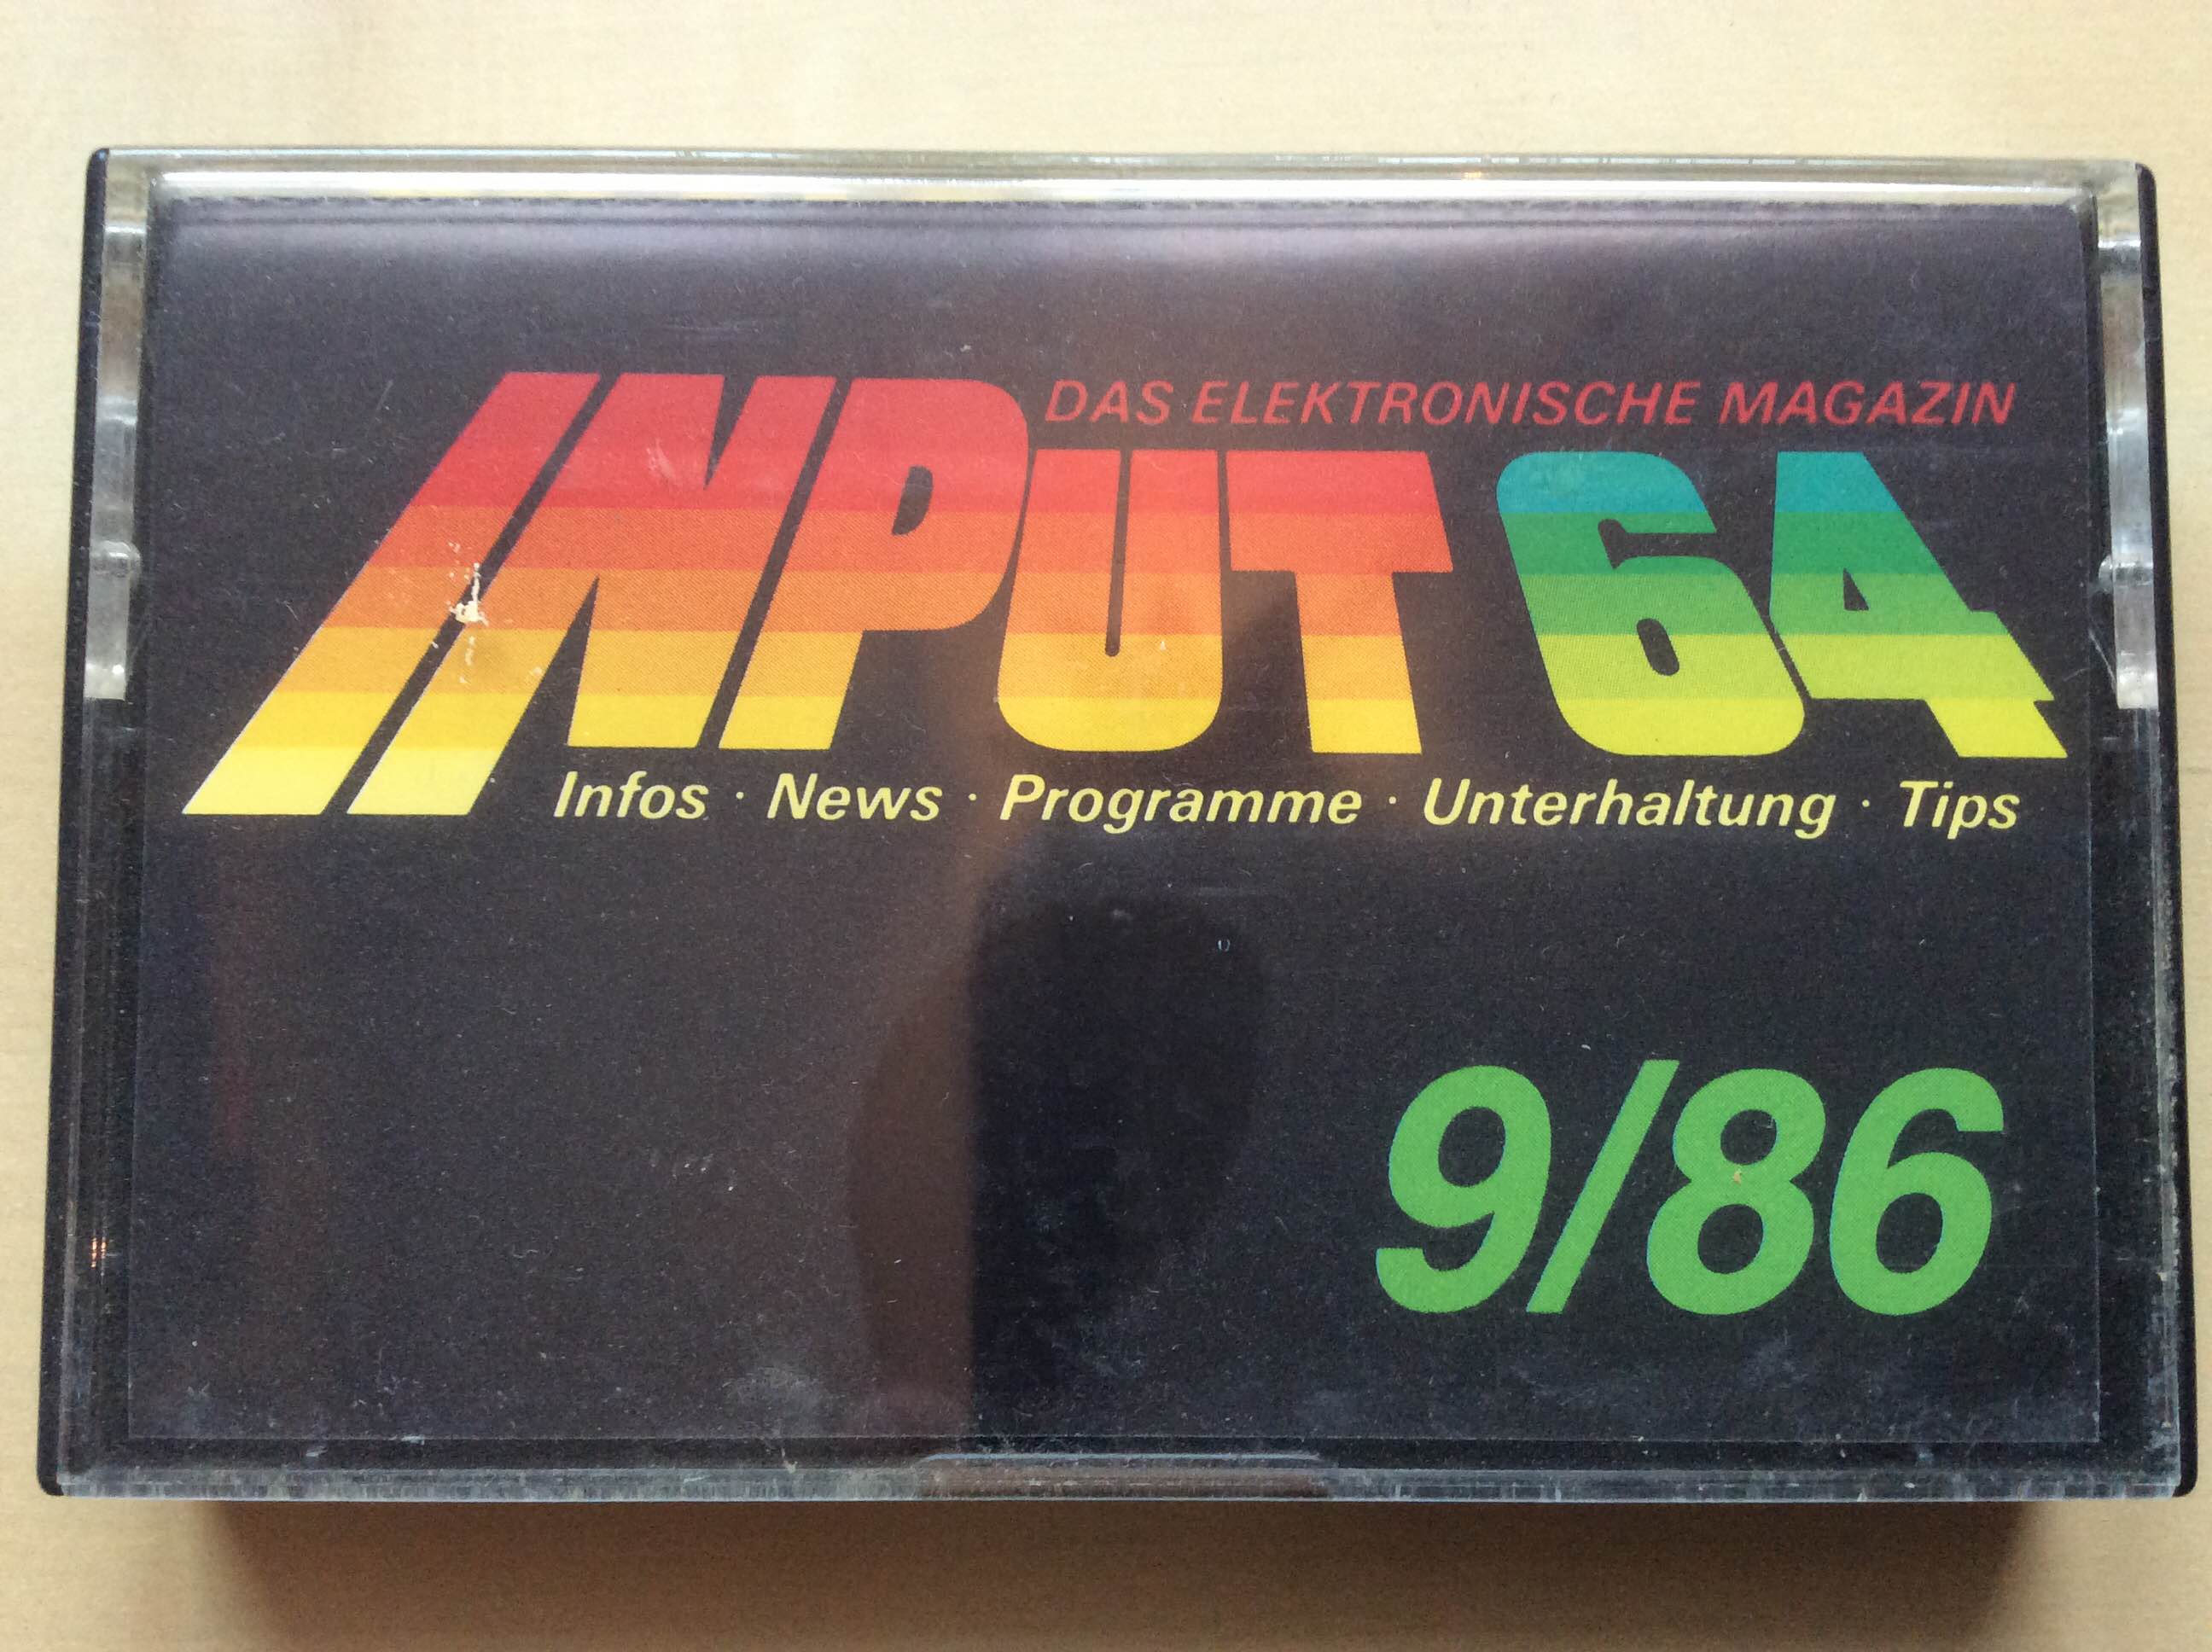 DAS ELEKTRONISCHE MAGAZIN
INPUT 64
Infos · News · Programme · Unterhaltung · Tips
9/86